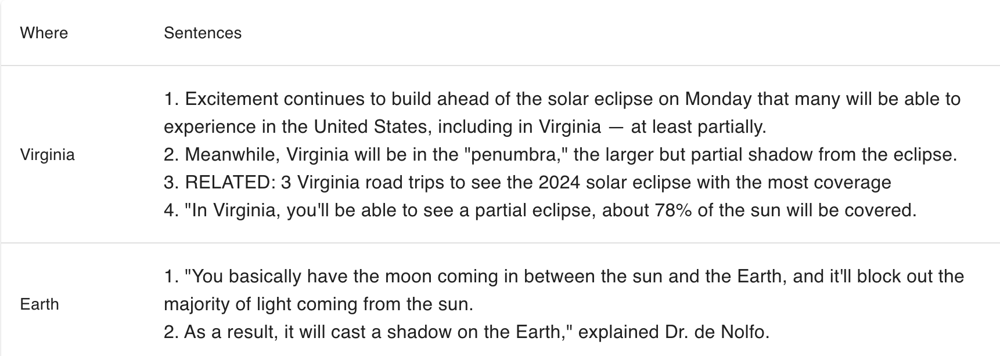 Where Sentences
1. Excitement continues to build ahead of the solar eclipse on Monday that many will be able to
experience in the United States, including in Virginia — at least partially.
Virginia 2. Meanwhile, Virginia will be in the "penumbra," the larger but partial shadow from the eclipse.
3. RELATED: 3 Virginia road trips to see the 2024 solar eclipse with the most coverage
4. "In Virginia, you'll be able to see a partial eclipse, about 78% of the sun will be covered.
1. "You basically have the moon coming in between the sun and the Earth, and it'll block out the
Earth majority of light coming from the sun.
2. As a result, it will cast a shadow on the Earth," explained Dr. de Nolfo.